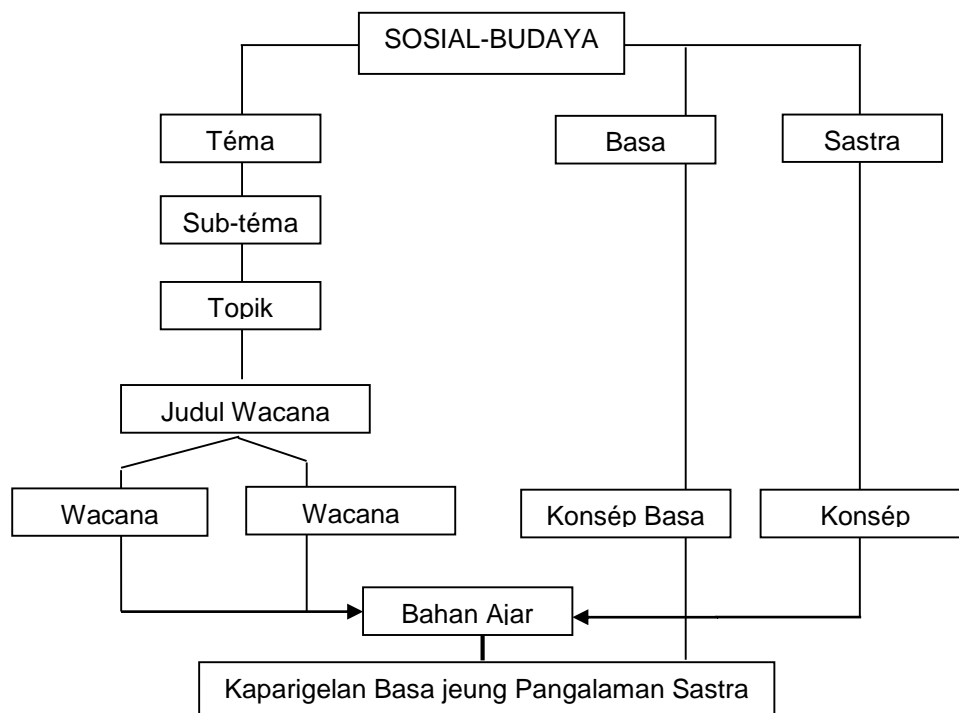 SOSIAL-BUDAYA
Téma
Basa
Sastra
Sub-téma
Topik
Judul Wacana
Wacana
Wacana
Konsép Basa
Konsép
Bahan Ajar
Kaparigelan Basa jeung Pangalaman Sastra